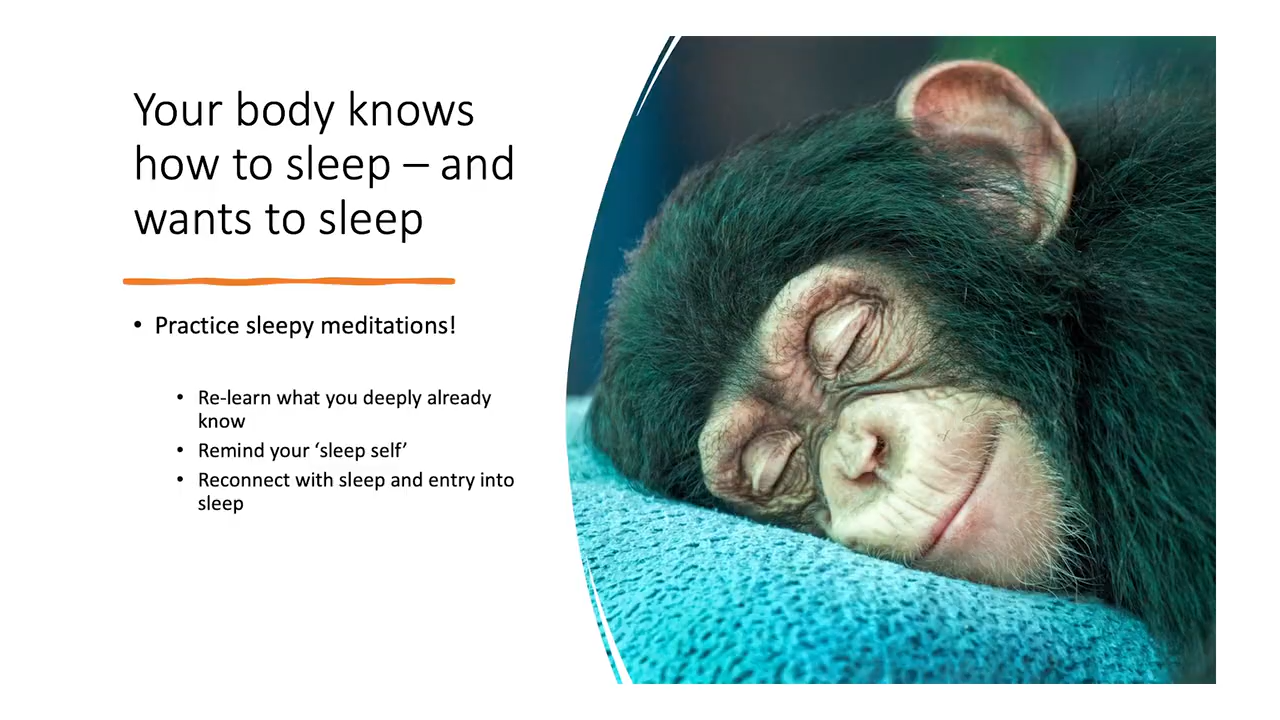 Your body knows
how to sleep – and
wants to sleep
• Practice sleepy meditations!
• Re-learn what you deeply already
know
• Remind your ‘sleep self’
• Reconnect with sleep and entry into
sleep